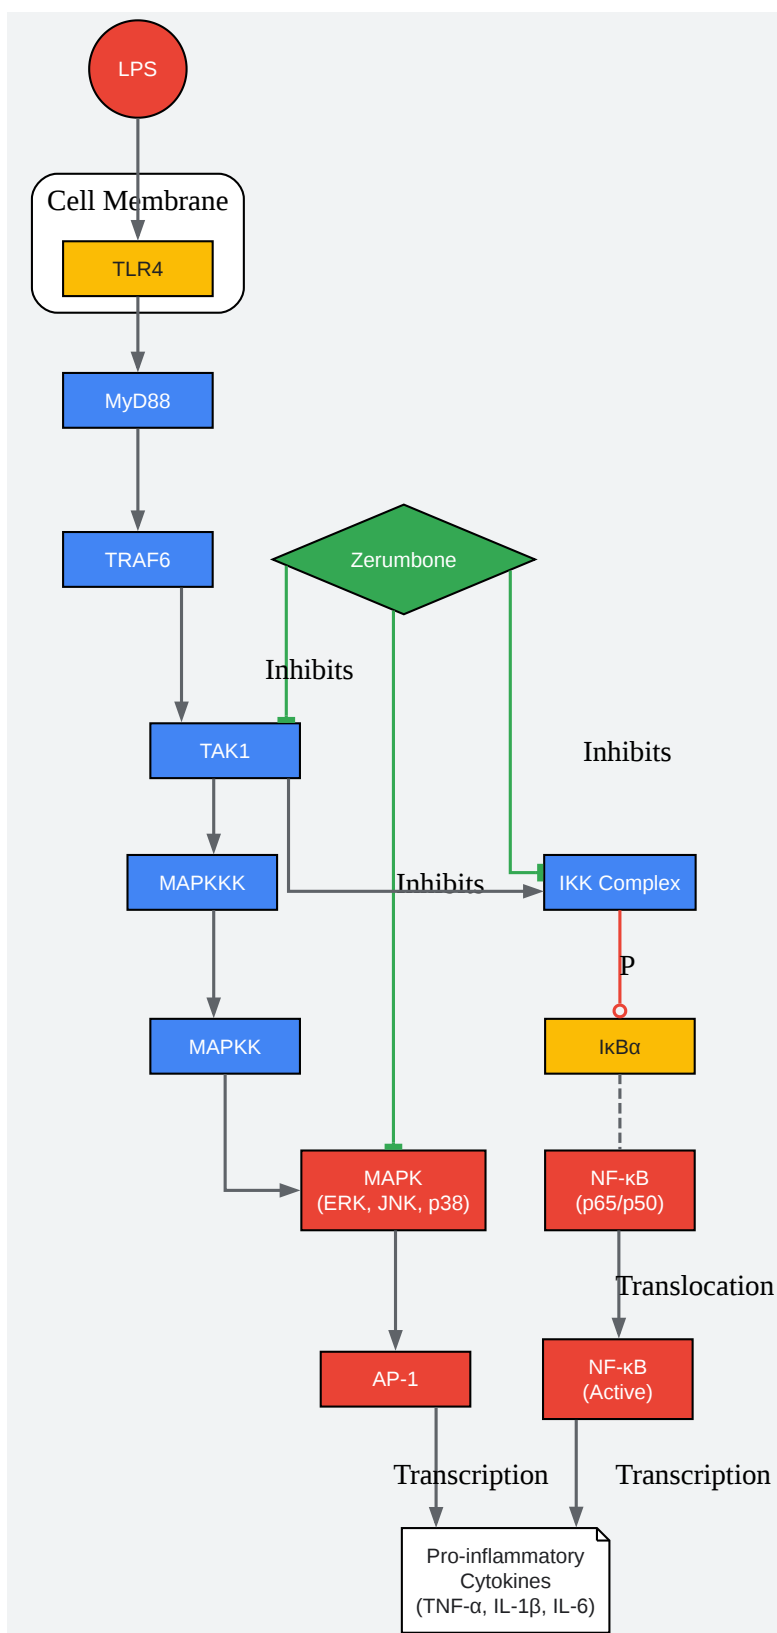 LPS
Cell Membrane
TLR4
MyD88
TRAF6
Zerumbone
Inhibits
TAK1
Inhibits
MAPKKK
Inhibits
IKK Complex
P
MAPKK
IκBα
MAPK
(ERK, JNK, p38)
NF-κB
(p65/p50)
Translocation
AP-1
NF-κB
(Active)
Transcription
Transcription
Pro-inflammatory
Cytokines
(TNF-α, IL-1β, IL-6)